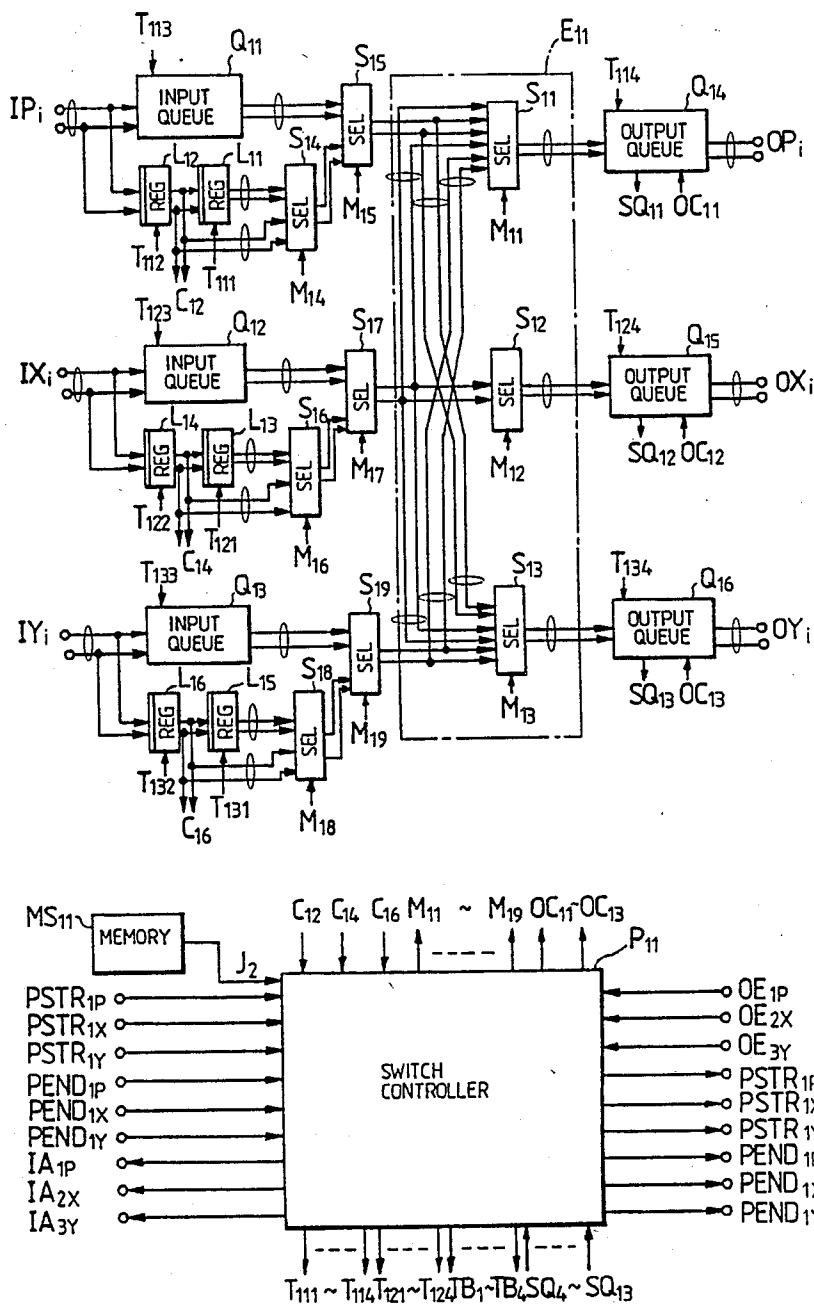 T113 Q11 S15 E11
T114 Q14
S11
IPi INPUT QUEUE SEL OUTPUT QUEUE OPi
L12 L11 S14
REG REG SEL SEL
M15 SQ11 OC11
T112 T111 M11
C12 M14
T123 Q12 S17 S12 T124 Q15
IXi INPUT QUEUE SEL SEL OUTPUT QUEUE OXi
L14 L13 S16
REG REG SEL
M17 M12 SQ12 OC12
T122 T121
C14 M16
T133 Q13 S19 S13 T134 Q16
IYi INPUT QUEUE SEL SEL OUTPUT QUEUE OYi
L16 L15 S18
REG REG SEL
M19 M13 SQ13 OC13
T132 T131
C16 M18
C12 C14 C16 M11 ~ M19 OC11~OC13
MS11 MEMORY P11
J2
PSTR1P OE1P
PSTR1X OE2X
PSTR1Y OE3Y
PEND1P SWITCH CONTROLLER PSTR1P
PEND1X PSTR1X
PEND1Y PSTR1Y
IA1P PEND1P
IA2X PEND1X
IA3Y PEND1Y
T111 ~ T114 T121~T124 TB1~TB4 SQ4 ~SQ13